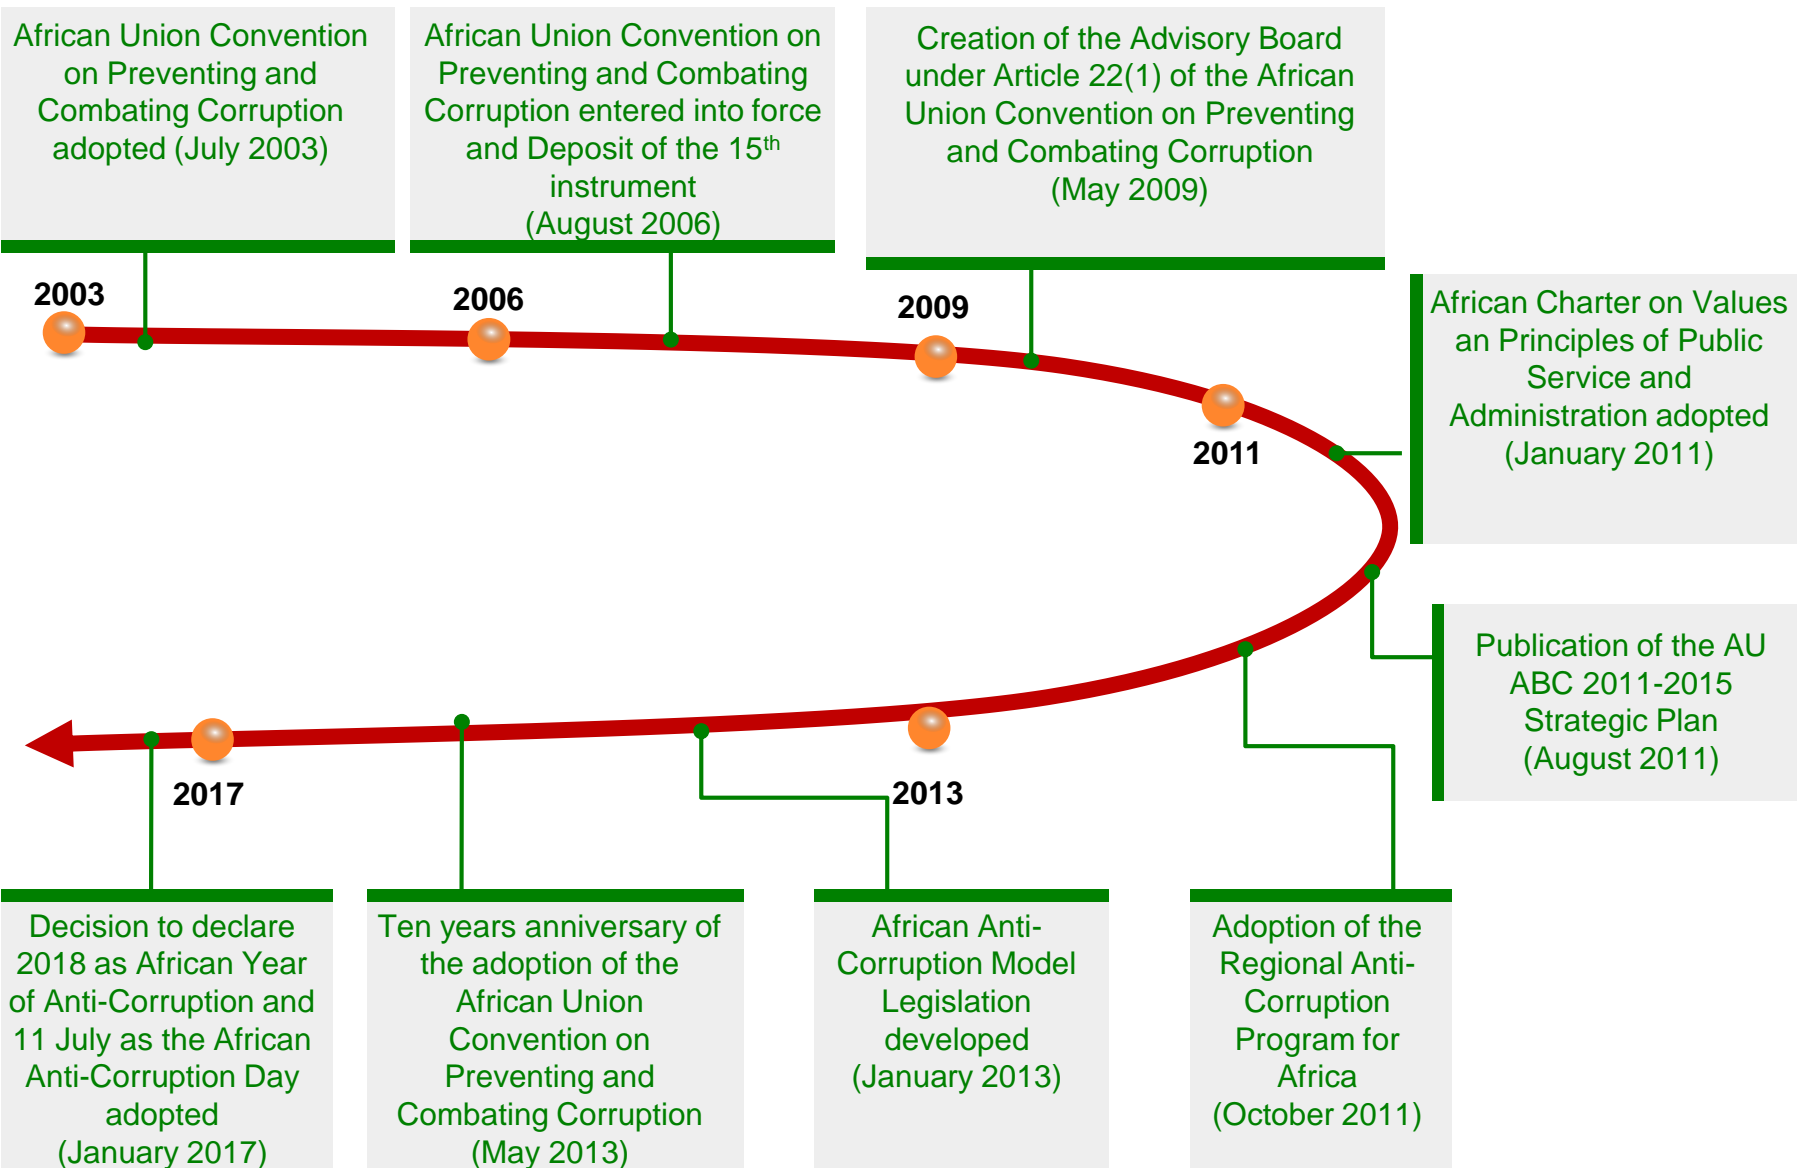 African Union Convention
on Preventing and
Combating Corruption
adopted (July 2003)
African Union Convention on
Preventing and Combating
Corruption entered into force
and Deposit of the 15th
instrument
(August 2006)
Creation of the Advisory Board
under Article 22(1) of the African
Union Convention on Preventing
and Combating Corruption
(May 2009)
2003
2006
2009
2011
African Charter on Values
an Principles of Public
Service and
Administration adopted
(January 2011)
Publication of the AU
ABC 2011-2015
Strategic Plan
(August 2011)
2017
2013
Decision to declare
2018 as African Year
of Anti-Corruption and
11 July as the African
Anti-Corruption Day
adopted
(January 2017)
Ten years anniversary of
the adoption of the
African Union
Convention on
Preventing and
Combating Corruption
(May 2013)
African Anti-
Corruption Model
Legislation
developed
(January 2013)
Adoption of the
Regional Anti-
Corruption
Program for
Africa
(October 2011)